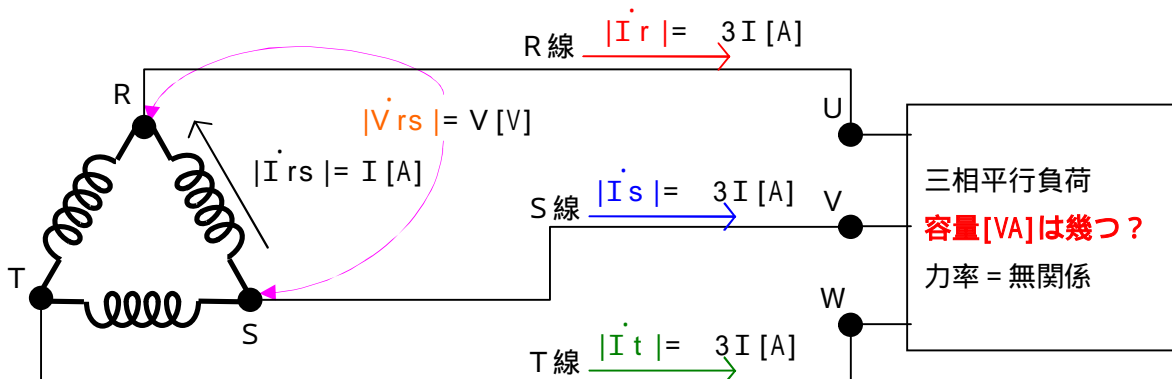 R線
|İr|= 3I[A]
R
|V̇rs|= V[V]
|İrs|= I[A]
U
三相平行負荷
容量[VA]は幾つ?
力率=無関係
S線
|İs|= 3I[A]
V
T
S
W
T線
|İt|= 3I[A]